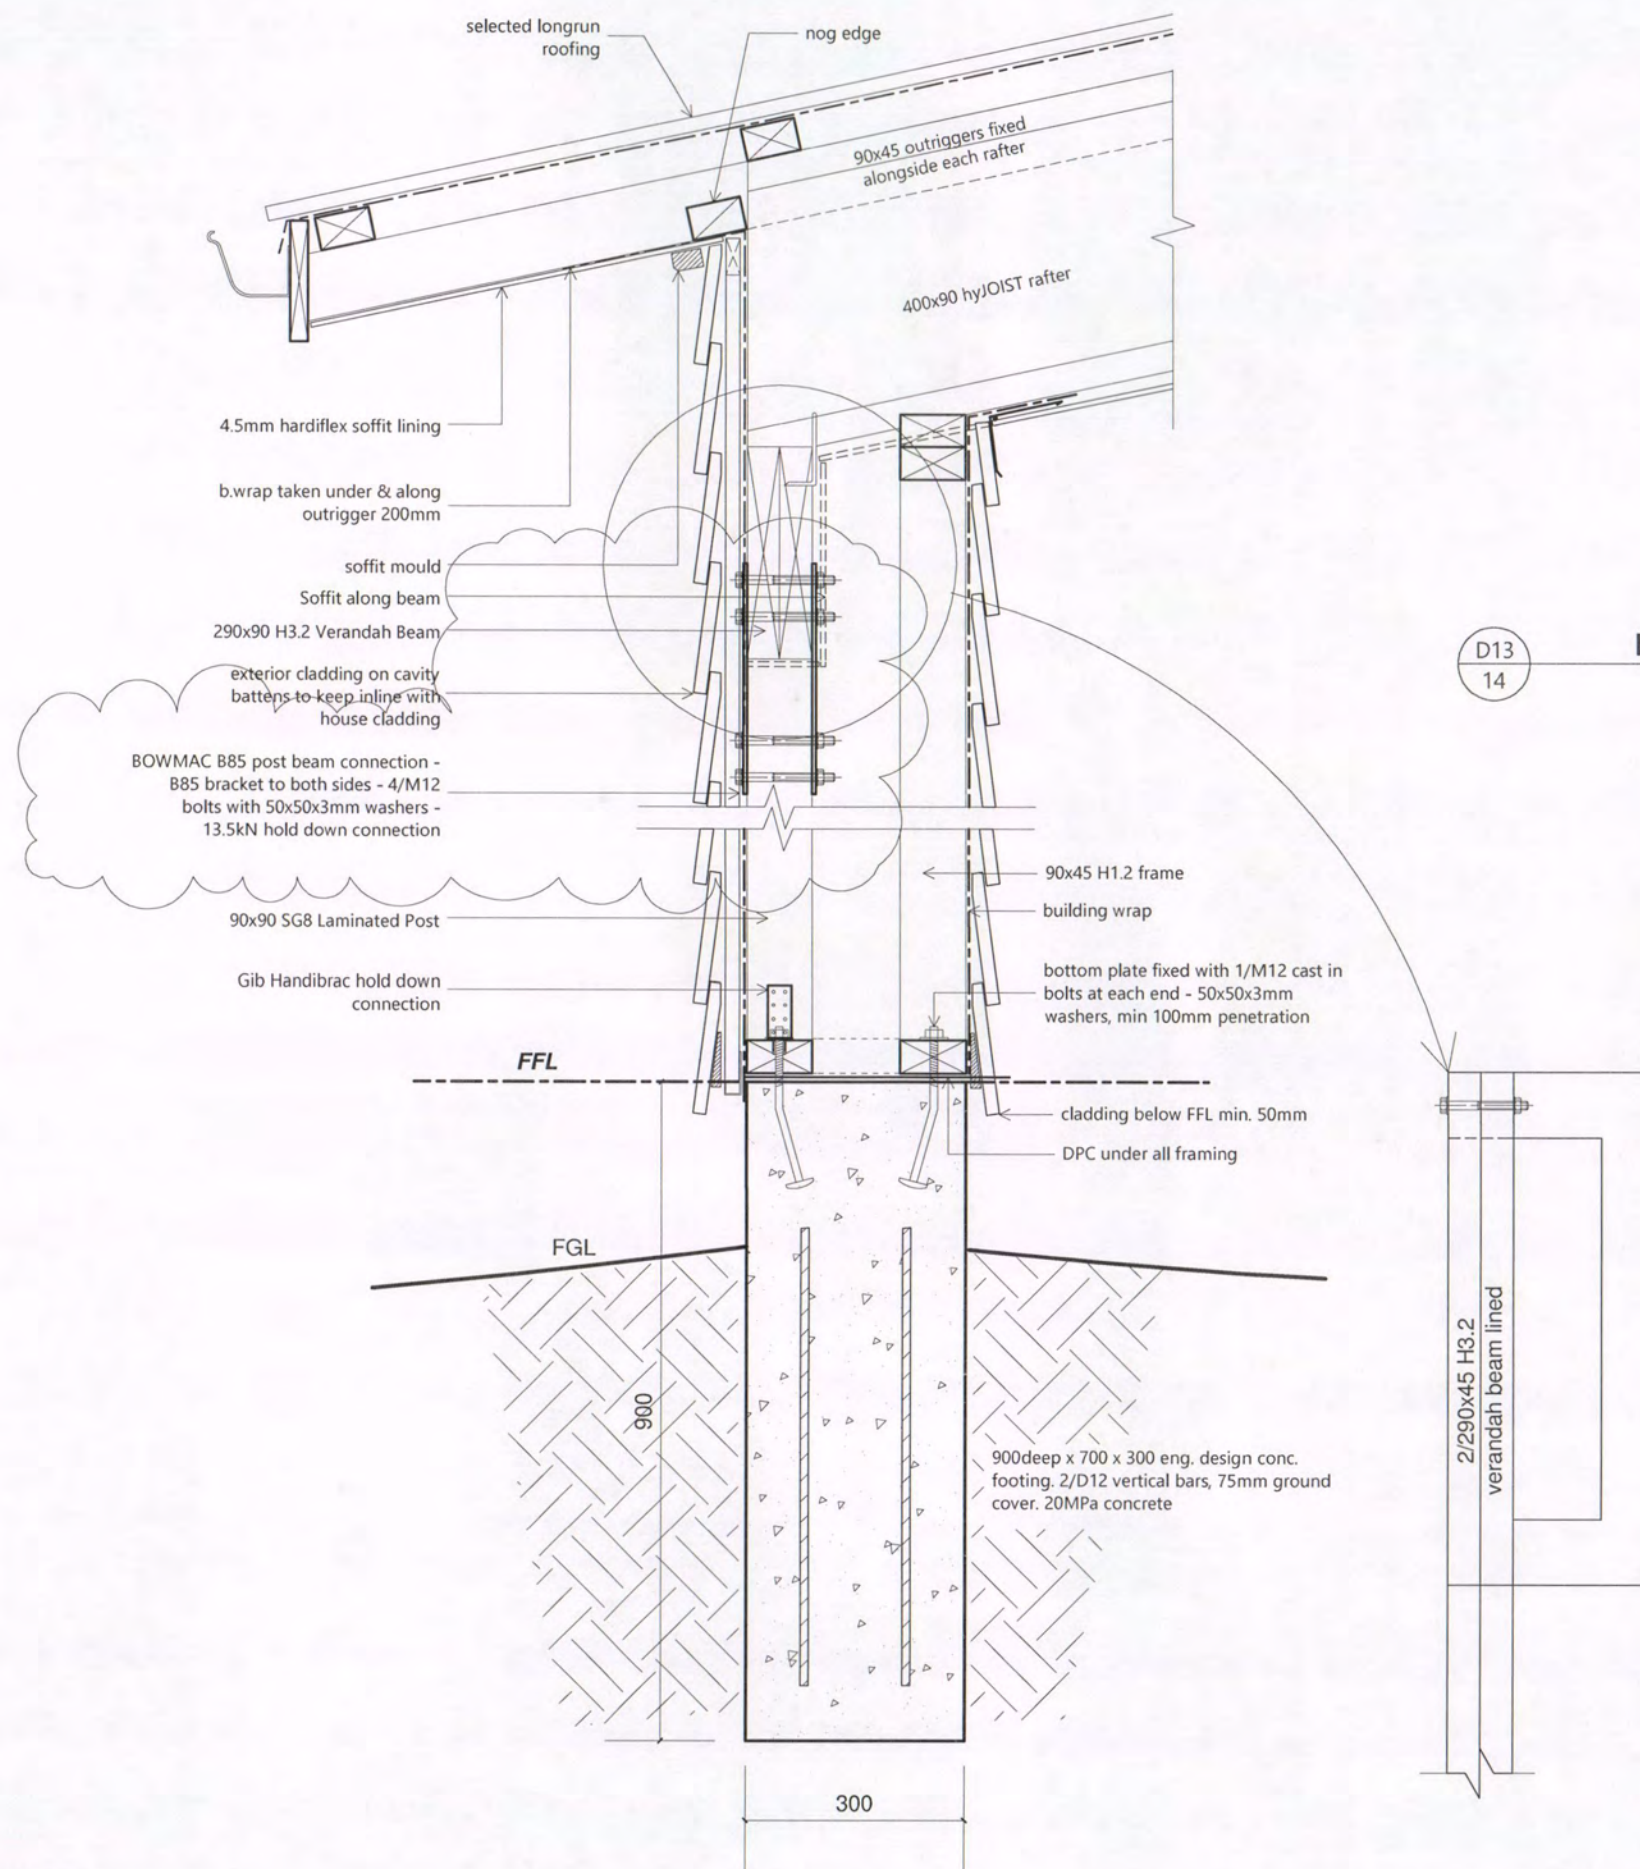 selected longrun
roofing
nog edge
90x45 outriggers fixed
alongside each rafter
400x90 hyJOIST rafter
4.5mm hardiflex soffit lining
b.wrap taken under & along
outrigger 200mm
soffit mould
Soffit along beam
290x90 H3.2 Verandah Beam
exterior cladding on cavity
battens to keep inline with
house cladding
BOWMAC B85 post beam connection -
B85 bracket to both sides - 4/M12
bolts with 50x50x3mm washers -
13.5kN hold down connection
90x90 SG8 Laminated Post
Gib Handibrac hold down
connection
D13
14
90x45 H1.2 frame
building wrap
bottom plate fixed with 1/M12 cast in
bolts at each end - 50x50x3mm
washers, min 100mm penetration
FFL
cladding below FFL min. 50mm
DPC under all framing
FGL
900
900deep x 700 x 300 eng. design conc.
footing. 2/D12 vertical bars, 75mm ground
cover. 20MPa concrete
2/290x45 H3.2
verandah beam lined
300